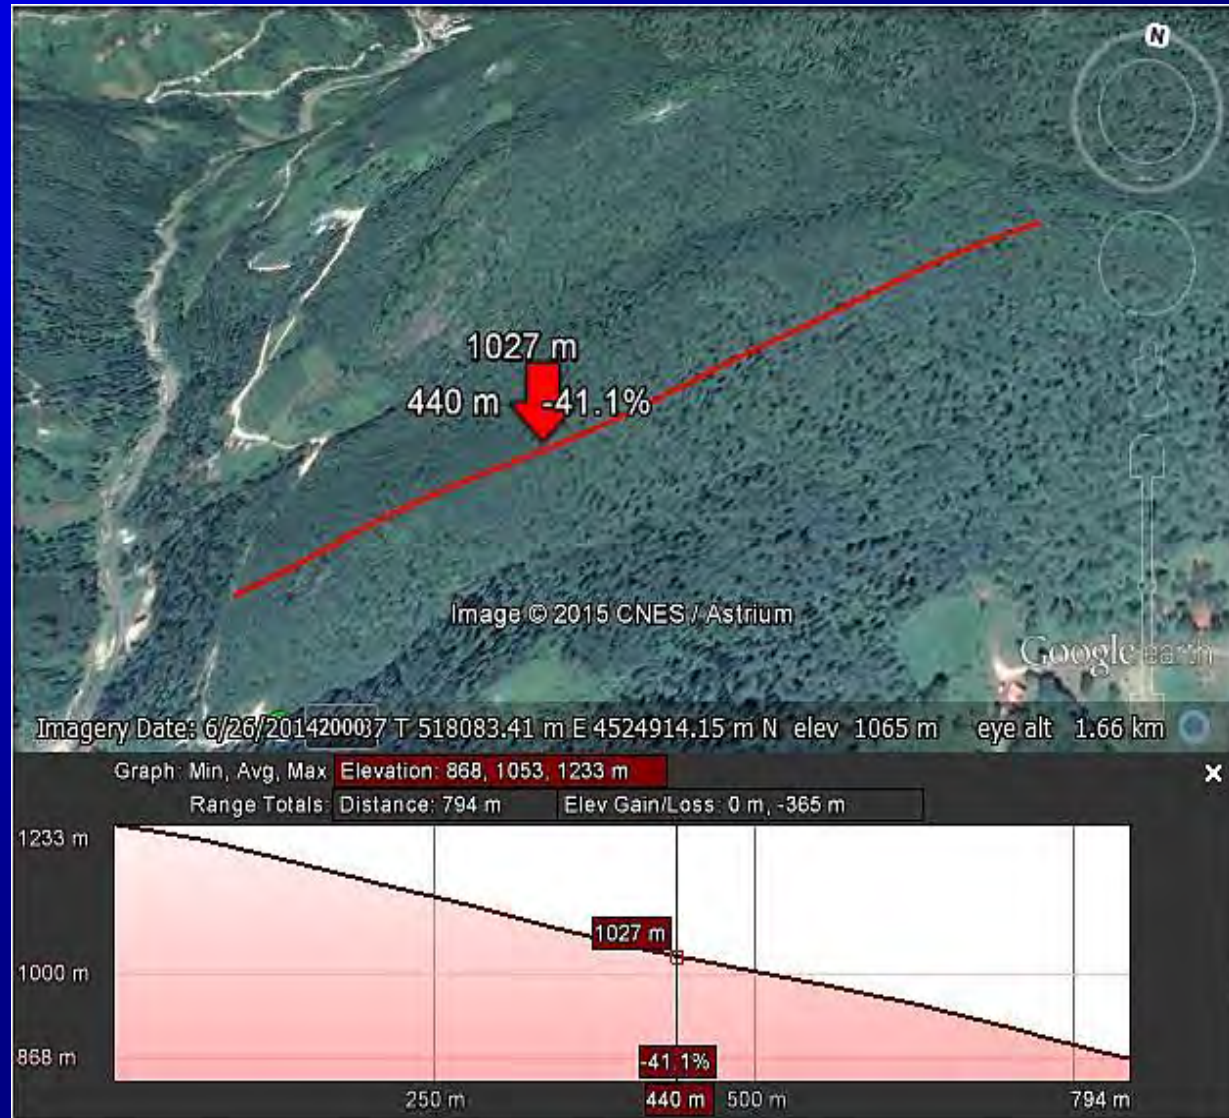 N
1027 m
440 m -41.1%
Image © 2015 CNES / Astrium
Google earth
Imagery Date: 6/26/2014 2000 37 T 518083.41 m E 4524914.15 m N elev 1065 m eye alt 1.66 km
Graph: Min, Avg, Max Elevation: 868, 1053, 1233 m
Range Totals: Distance: 794 m Elev Gain/Loss: 0 m, -365 m
1233 m
1027 m
1000 m
868 m
-41.1%
250 m 440 m 500 m 794 m